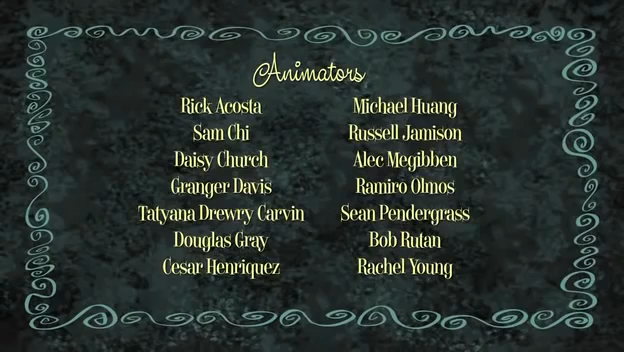 Animators
Rick Acosta
Sam Chi
Daisy Church
Granger Davis
Tatyana Drewry Carvin
Douglas Gray
Cesar Henriquez
Michael Huang
Russell Jamison
Alec Megibben
Ramiro Olmos
Sean Pendergrass
Bob Rutan
Rachel Young